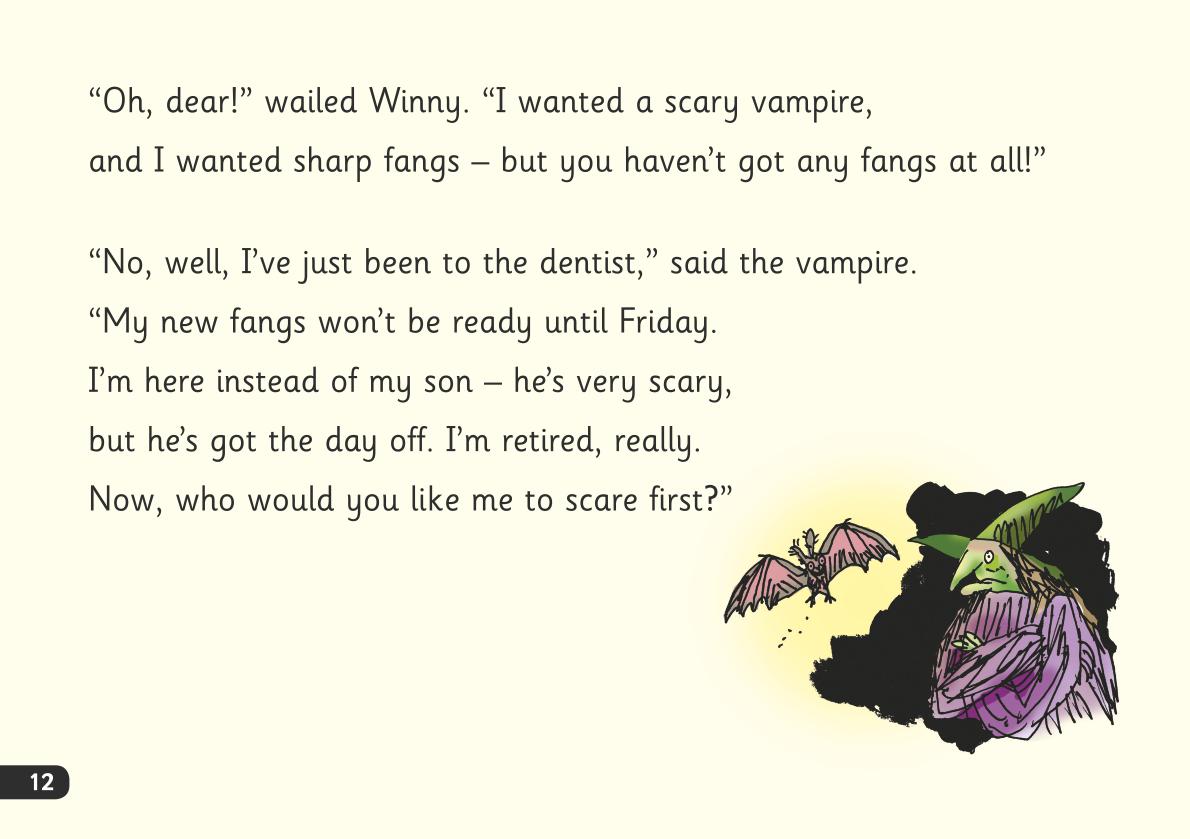 “Oh, dear!” wailed Winny. “I wanted a scary vampire,
and I wanted sharp fangs – but you haven’t got any fangs at all!”
“No, well, I’ve just been to the dentist,” said the vampire.
“My new fangs won’t be ready until Friday.
I’m here instead of my son – he’s very scary,
but he’s got the day off. I’m retired, really.
Now, who would you like me to scare first?”
12